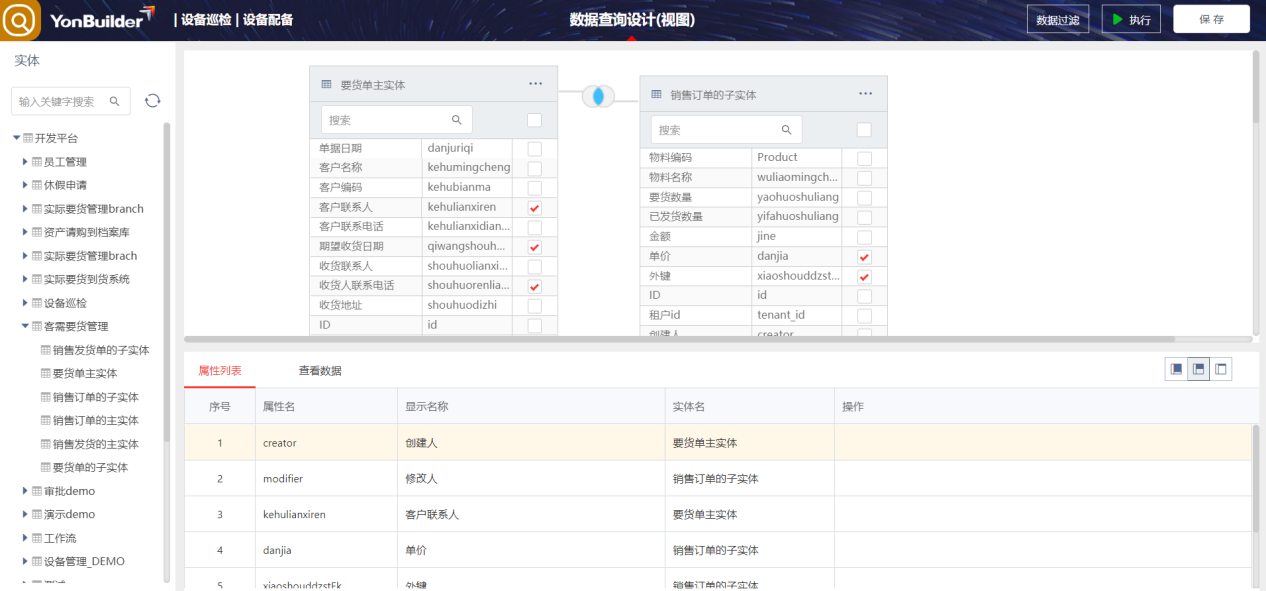 YonBuilder | 设备巡检 | 设备配备
数据查询设计(视图)
数据过滤
执行
保 存
实体
输入关键字搜索
开发平台
员工管理
休假申请
实际要货管理branch
资产请购到档案库
实际要货管理brach
实际要货到货系统
设备巡检
客需要货管理
销售发货单的子实体
要货单主实体
销售订单的子实体
销售订单的主实体
销售发货的主实体
要货单的子实体
审批demo
演示demo
工作流
设备管理_DEMO
要货单主实体 ...
搜索
单据日期 danjuriqi
客户名称 kehumingcheng
客户编码 kehubianma
客户联系人 kehulianxiren
客户联系电话 kehulianxidian...
期望收货日期 qiwangshouh...
收货联系人 shouhuolianxi...
收货人联系电话 shouhuorenlia...
收货地址 shouhuodizhi
ID id
销售订单的子实体 ...
搜索
物料编码 Product
物料名称 wuliaomingch...
要货数量 yaohuoshuliang
已发货数量 yifahuoshuliang
金额 jine
单价 danjia
外键 xiaoshouddzst...
ID id
租户id tenant_id
创建人 creator
属性列表 查看数据
序号 属性名 显示名称 实体名 操作
1 creator 创建人 要货单主实体
2 modifier 修改人 销售订单的子实体
3 kehulianxiren 客户联系人 要货单主实体
4 danjia 单价 销售订单的子实体
5 xiaoshouddzstFk 外键 销售订单的子实体